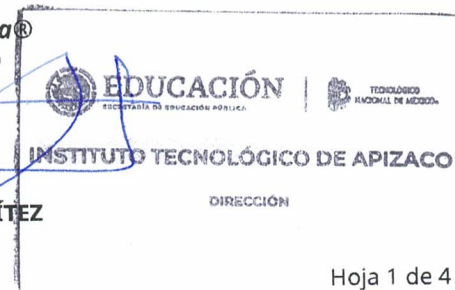 a®
EDUCACIÓN
SECRETARÍA DE EDUCACIÓN PÚBLICA
TECNOLÓGICO
NACIONAL DE MÉXICO®
INSTITUTO TECNOLÓGICO DE APIZACO
DIRECCIÓN
ÍTEZ
Hoja 1 de 4